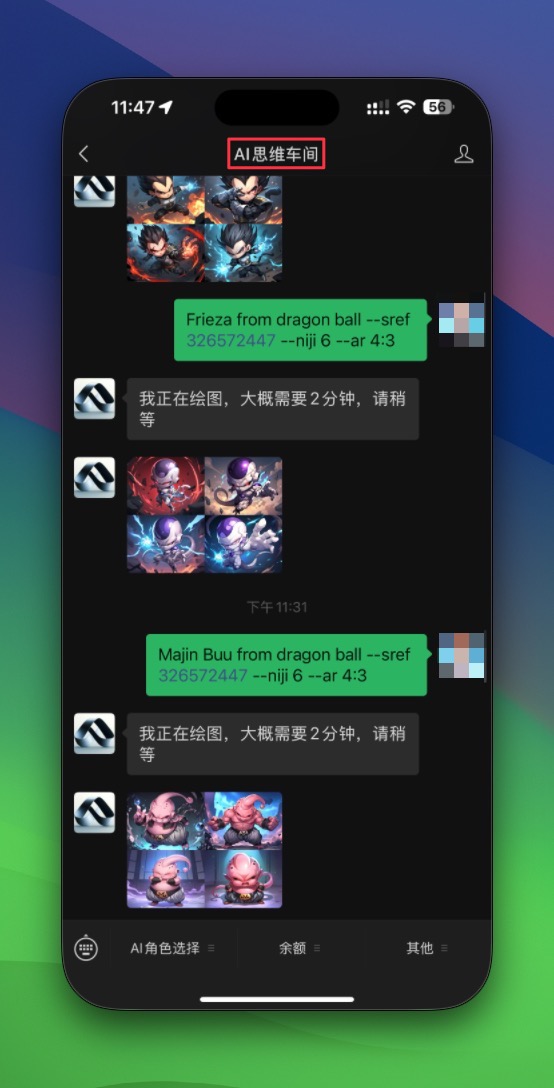 11:47
56
AI思维车间
Frieza from dragon ball --sref
326572447 --niji 6 --ar 4:3
我正在绘图，大概需要2分钟，请稍
等
下午11:31
Majin Buu from dragon ball --sref
326572447 --niji 6 --ar 4:3
我正在绘图，大概需要2分钟，请稍
等
AI角色选择
余额
其他